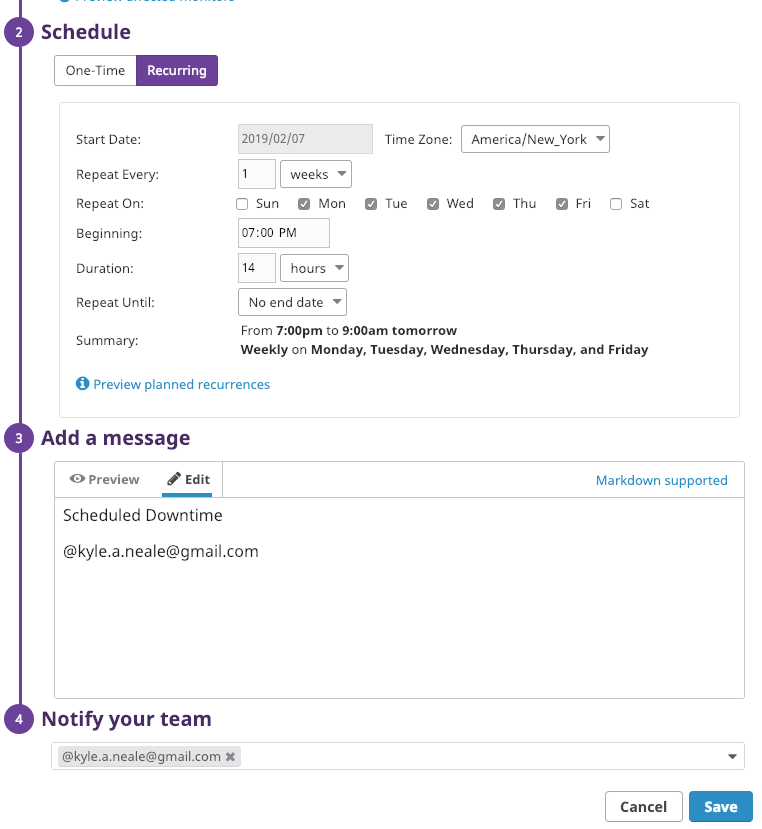 Preview affected monitors
2 Schedule
One-Time Recurring
Start Date: 2019/02/07 Time Zone: America/New_York
Repeat Every: 1 weeks
Repeat On: Sun Mon Tue Wed Thu Fri Sat
Beginning: 07:00 PM
Duration: 14 hours
Repeat Until: No end date
Summary: From 7:00pm to 9:00am tomorrow
Weekly on Monday, Tuesday, Wednesday, Thursday, and Friday
Preview planned recurrences
3 Add a message
Preview Edit Markdown supported
Scheduled Downtime
@kyle.a.neale@gmail.com
4 Notify your team
@kyle.a.neale@gmail.com
Cancel Save